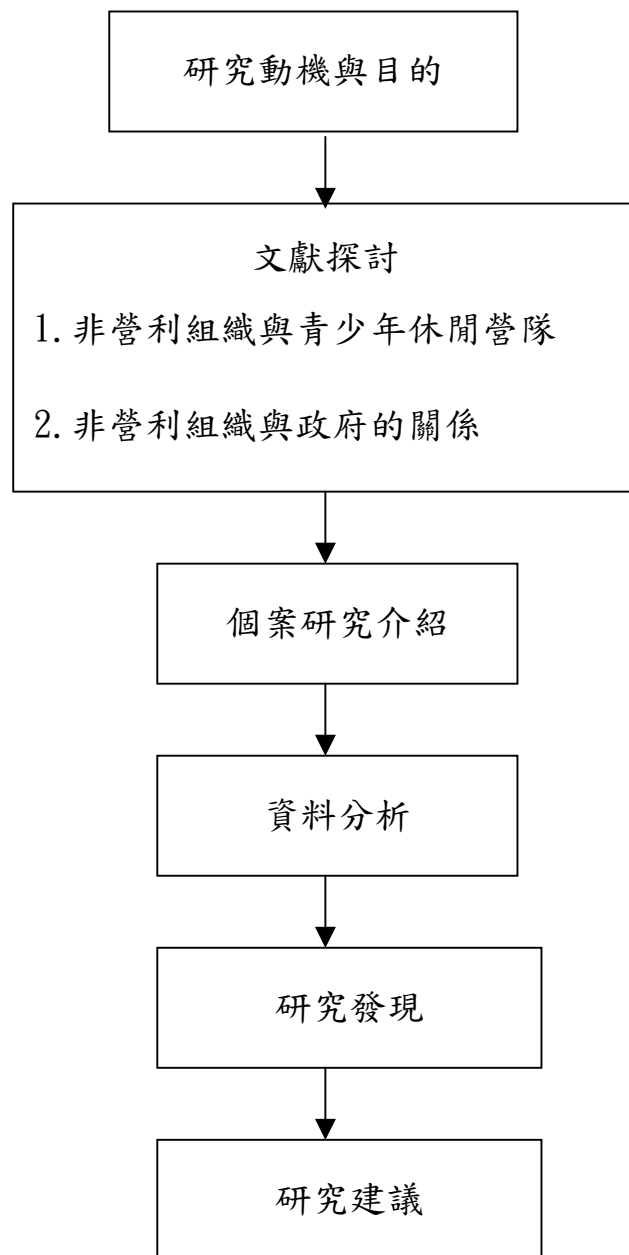 研究動機與目的
文獻探討
1.非營利組織與青少年休閒營隊
2.非營利組織與政府的關係
個案研究介紹
資料分析
研究發現
研究建議